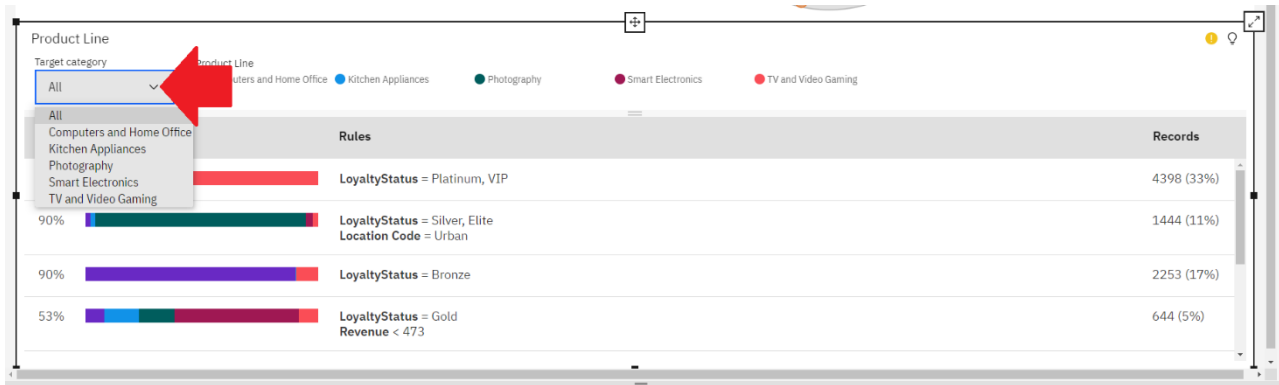 Product Line
Target category
Product Line
All
uters and Home Office
Kitchen Appliances
Photography
Smart Electronics
TV and Video Gaming
All
Computers and Home Office
Kitchen Appliances
Photography
Smart Electronics
TV and Video Gaming
Rules
Records
LoyaltyStatus = Platinum, VIP
4398 (33%)
90%
LoyaltyStatus = Silver, Elite
Location Code = Urban
1444 (11%)
90%
LoyaltyStatus = Bronze
2253 (17%)
53%
LoyaltyStatus = Gold
Revenue < 473
644 (5%)